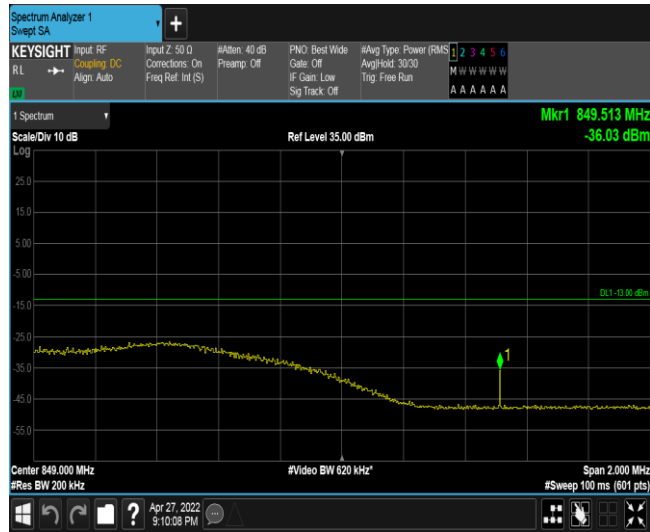 Spectrum Analyzer 1
Swept SA
KEYSIGHT
RL
Input: RF
Coupling: DC
Align: Auto
Input Z: 50 Ω
Corrections: On
Freq Ref: Int (S)
#Atten: 40 dB
Preamp: Off
PNO: Best Wide
Gate: Off
IF Gain: Low
Sig Track: Off
#Avg Type: Power (RMS
Avg|Hold: 30/30
Trig: Free Run
1 2 3 4 5 6
M W W W W W
A A A A A A
1 Spectrum
Mkr1 849.513 MHz
Scale/Div 10 dB
Ref Level 35.00 dBm
-36.03 dBm
Log
25.0
15.0
5.00
-5.00
DL1 -13.00 dBm
-15.0
-25.0
1
-35.0
-45.0
-55.0
Center 849.000 MHz
#Video BW 620 kHz*
Span 2.000 MHz
#Res BW 200 kHz
#Sweep 100 ms (601 pts)
?
Apr 27, 2022
9:10:08 PM